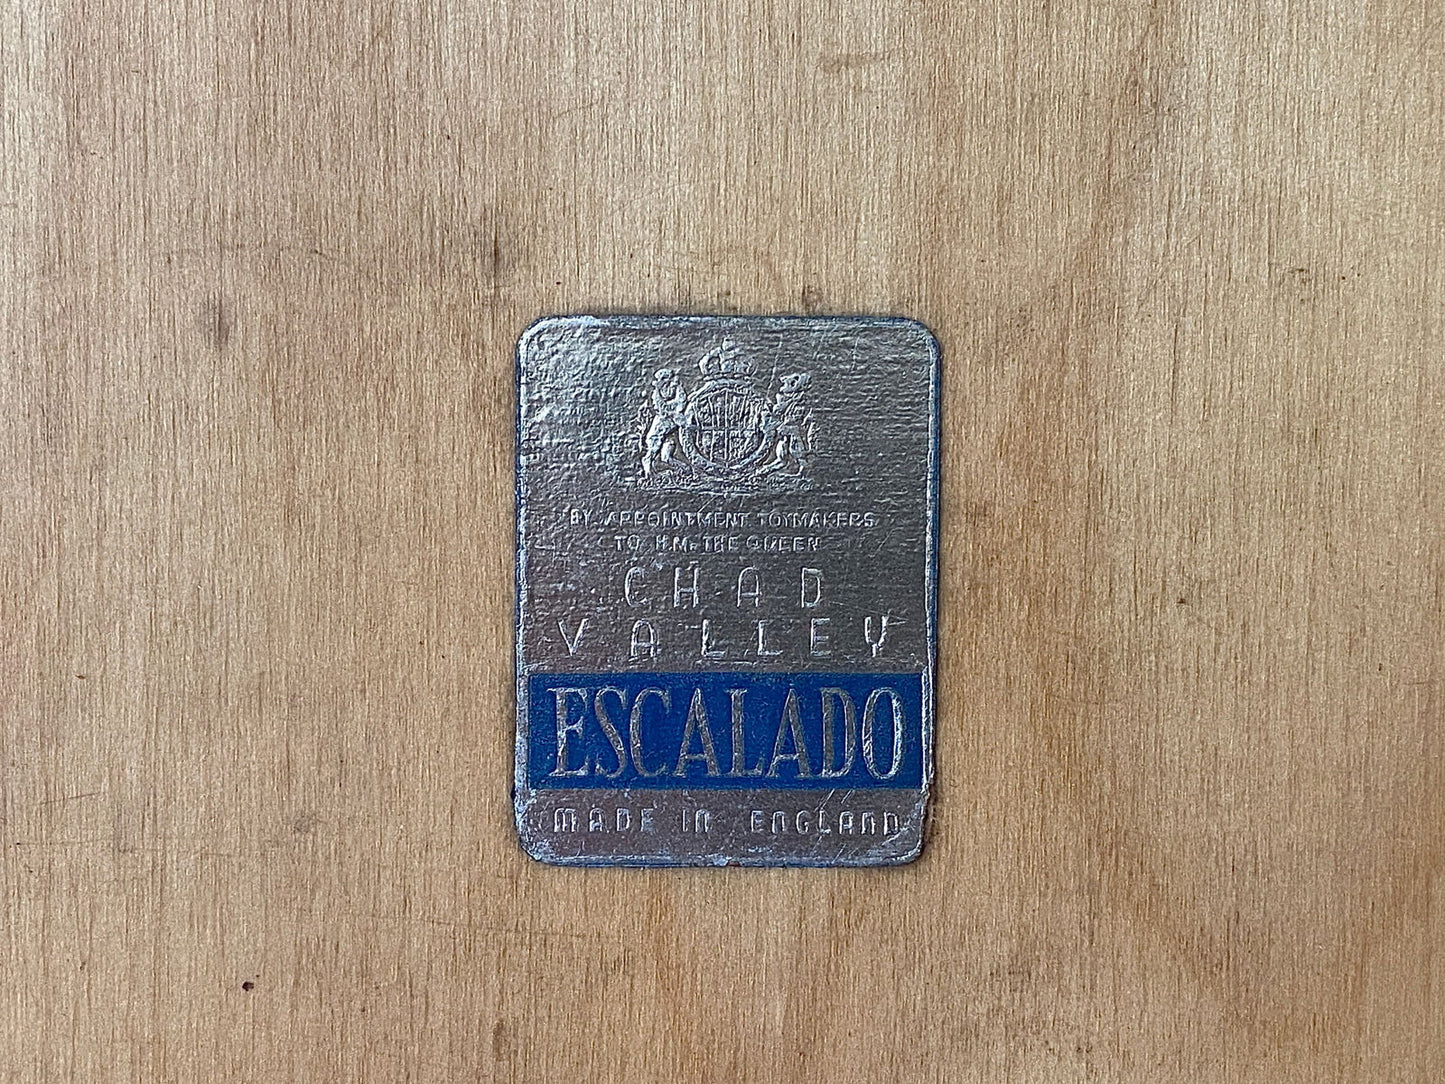 BY APPOINTMENT TOYMAKERS
TO H.M. THE QUEEN
CHAD
VALLEY
ESCALADO
MADE IN ENGLAND